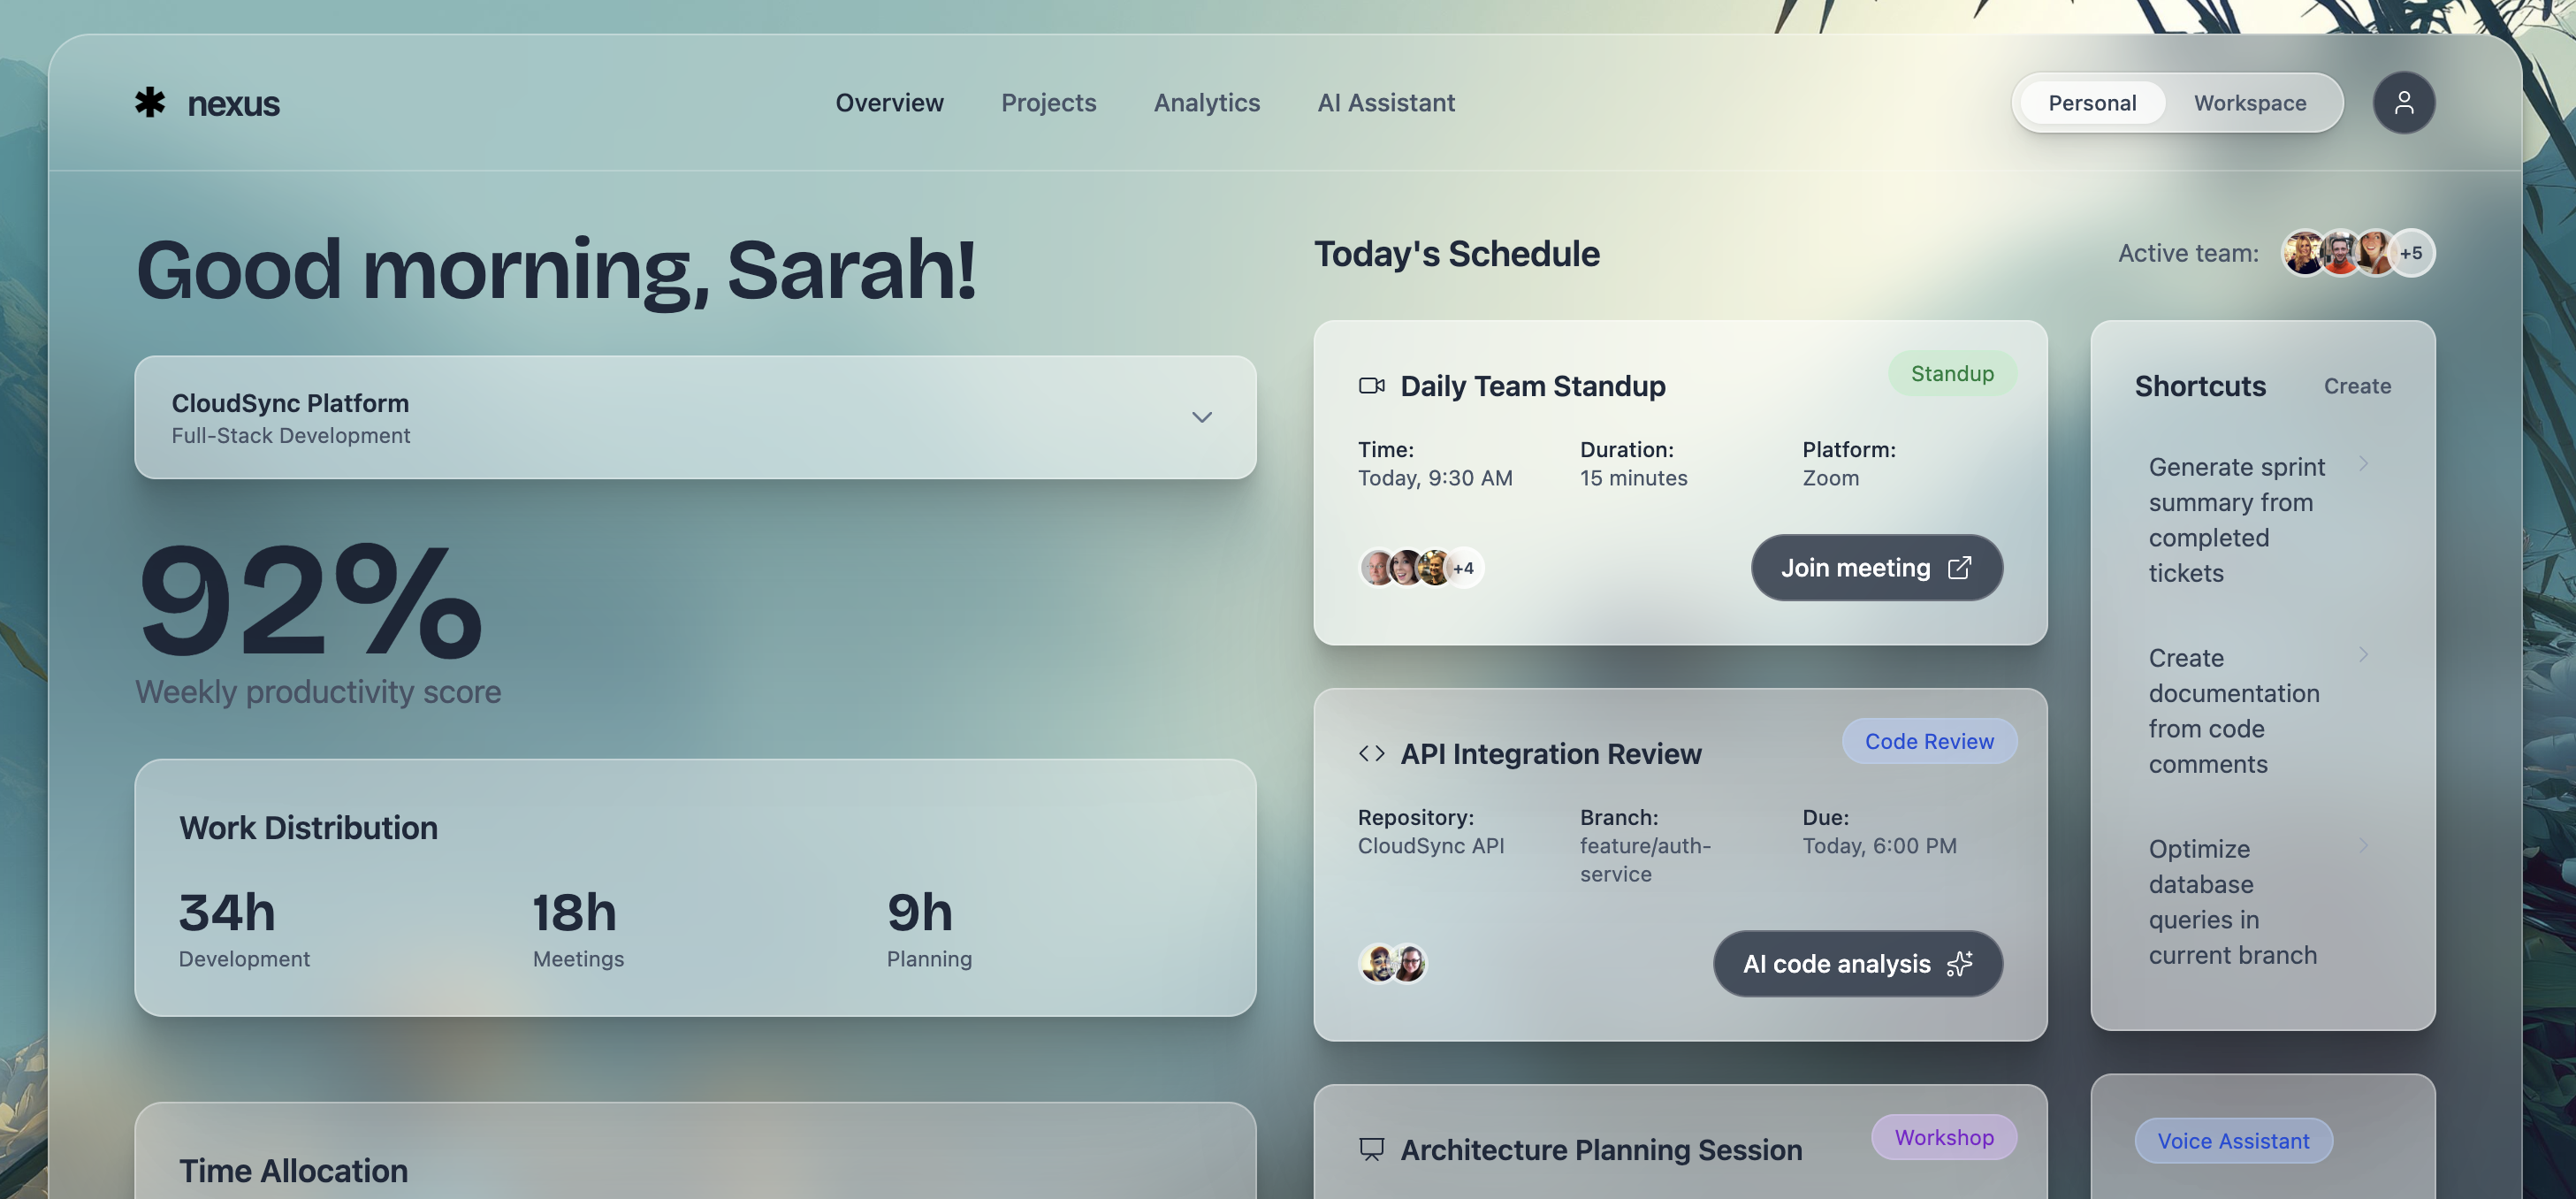 nexus
Overview
Projects
Analytics
AI Assistant
Personal
Workspace
Good morning, Sarah!
CloudSync Platform
Full-Stack Development
92%
Weekly productivity score
Work Distribution
34h
Development
18h
Meetings
9h
Planning
Time Allocation
Today's Schedule
Active team:
+5
Daily Team Standup
Standup
Time:
Today, 9:30 AM
Duration:
15 minutes
Platform:
Zoom
+4
Join meeting
API Integration Review
Code Review
Repository:
CloudSync API
Branch:
feature/auth-
service
Due:
Today, 6:00 PM
AI code analysis
Architecture Planning Session
Workshop
Shortcuts
Create
Generate sprint
summary from
completed
tickets
Create
documentation
from code
comments
Optimize
database
queries in
current branch
Voice Assistant